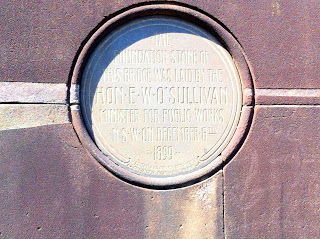 THE
FOUNDATION STONE OF
THIS BRIDGE WAS LAID BY THE
HON·E·W·O'SULLIVAN
MINISTER FOR PUBLIC WORKS
N·S·W·ON DECEMBER
1899